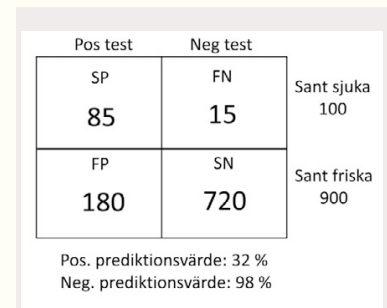 Pos test Neg test
SP FN
85 15
Sant sjuka
100
FP SN
180 720
Sant friska
900
Pos. prediktionsvärde: 32 %
Neg. prediktionsvärde: 98 %